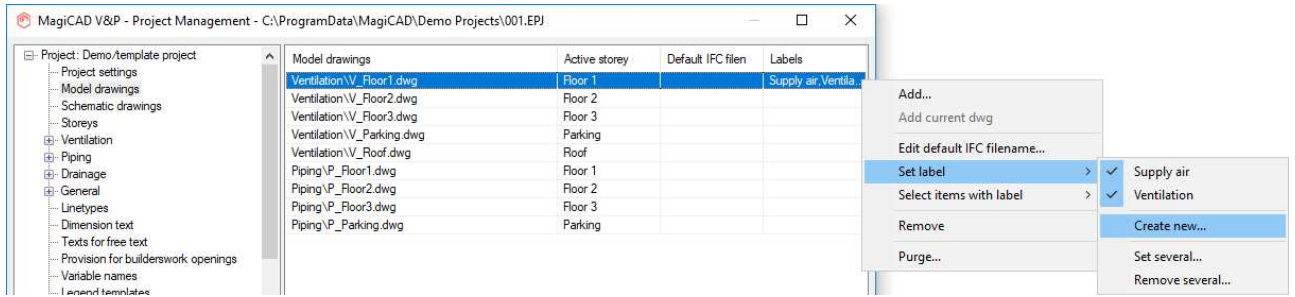 MagiCAD V&P - Project Management - C:\ProgramData\MagiCAD\Demo Projects\001.EPJ
Project: Demo/template project
Project settings
Model drawings
Schematic drawings
Storeys
Ventilation
Piping
Drainage
General
Linetypes
Dimension text
Texts for free text
Provision for builderswork openings
Variable names
Legend templates
Model drawings Active storey Default IFC filen Labels
Ventilation\V_Floor1.dwg Floor 1 Supply air,Ventila...
Ventilation\V_Floor2.dwg Floor 2
Ventilation\V_Floor3.dwg Floor 3
Ventilation\V_Parking.dwg Parking
Ventilation\V_Roof.dwg Roof
Piping\P_Floor1.dwg Floor 1
Piping\P_Floor2.dwg Floor 2
Piping\P_Floor3.dwg Floor 3
Piping\P_Parking.dwg Parking
Add...
Add current dwg
Edit default IFC filename...
Set label
Select items with label
Remove
Purge...
Supply air
Ventilation
Create new...
Set several...
Remove several...